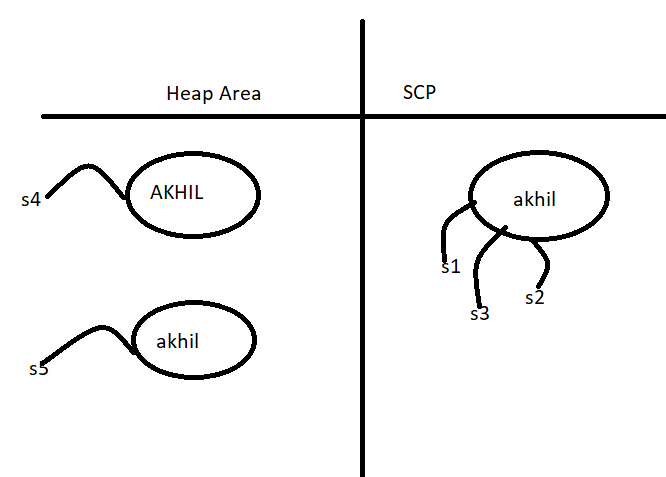 Heap Area
SCP
s4
AKHIL
akhil
s1
s3
s2
s5
akhil